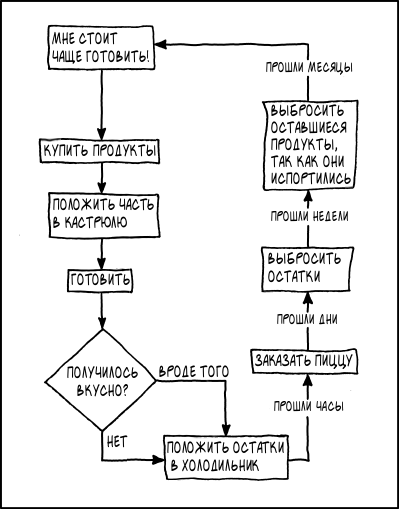 МНЕ СТОИТ
ЧАЩЕ ГОТОВИТЬ!
КУПИТЬ ПРОДУКТЫ
ПОЛОЖИТЬ ЧАСТЬ
В КАСТРЮЛЮ
ГОТОВИТЬ
ПОЛУЧИЛОСЬ
ВКУСНО?
ВРОДЕ ТОГО
НЕТ
ПОЛОЖИТЬ ОСТАТКИ
В ХОЛОДИЛЬНИК
ПРОШЛИ ЧАСЫ
ЗАКАЗАТЬ ПИЦЦУ
ПРОШЛИ ДНИ
ВЫБРОСИТЬ
ОСТАТКИ
ПРОШЛИ НЕДЕЛИ
ВЫБРОСИТЬ
ОСТАВШИЕСЯ
ПРОДУКТЫ,
ТАК КАК ОНИ
ИСПОРТИЛИСЬ
ПРОШЛИ МЕСЯЦЫ